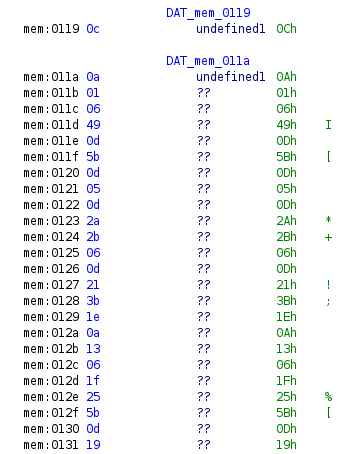 DAT_mem_0119
mem:0119 0c undefined1 0Ch
DAT_mem_011a
mem:011a 0a undefined1 0Ah
mem:011b 01 ?? 01h
mem:011c 06 ?? 06h
mem:011d 49 ?? 49h I
mem:011e 0d ?? 0Dh
mem:011f 5b ?? 5Bh [
mem:0120 0d ?? 0Dh
mem:0121 05 ?? 05h
mem:0122 0d ?? 0Dh
mem:0123 2a ?? 2Ah *
mem:0124 2b ?? 2Bh +
mem:0125 06 ?? 06h
mem:0126 0d ?? 0Dh
mem:0127 21 ?? 21h !
mem:0128 3b ?? 3Bh ;
mem:0129 1e ?? 1Eh
mem:012a 0a ?? 0Ah
mem:012b 13 ?? 13h
mem:012c 06 ?? 06h
mem:012d 1f ?? 1Fh
mem:012e 25 ?? 25h %
mem:012f 5b ?? 5Bh [
mem:0130 0d ?? 0Dh
mem:0131 19 ?? 19h